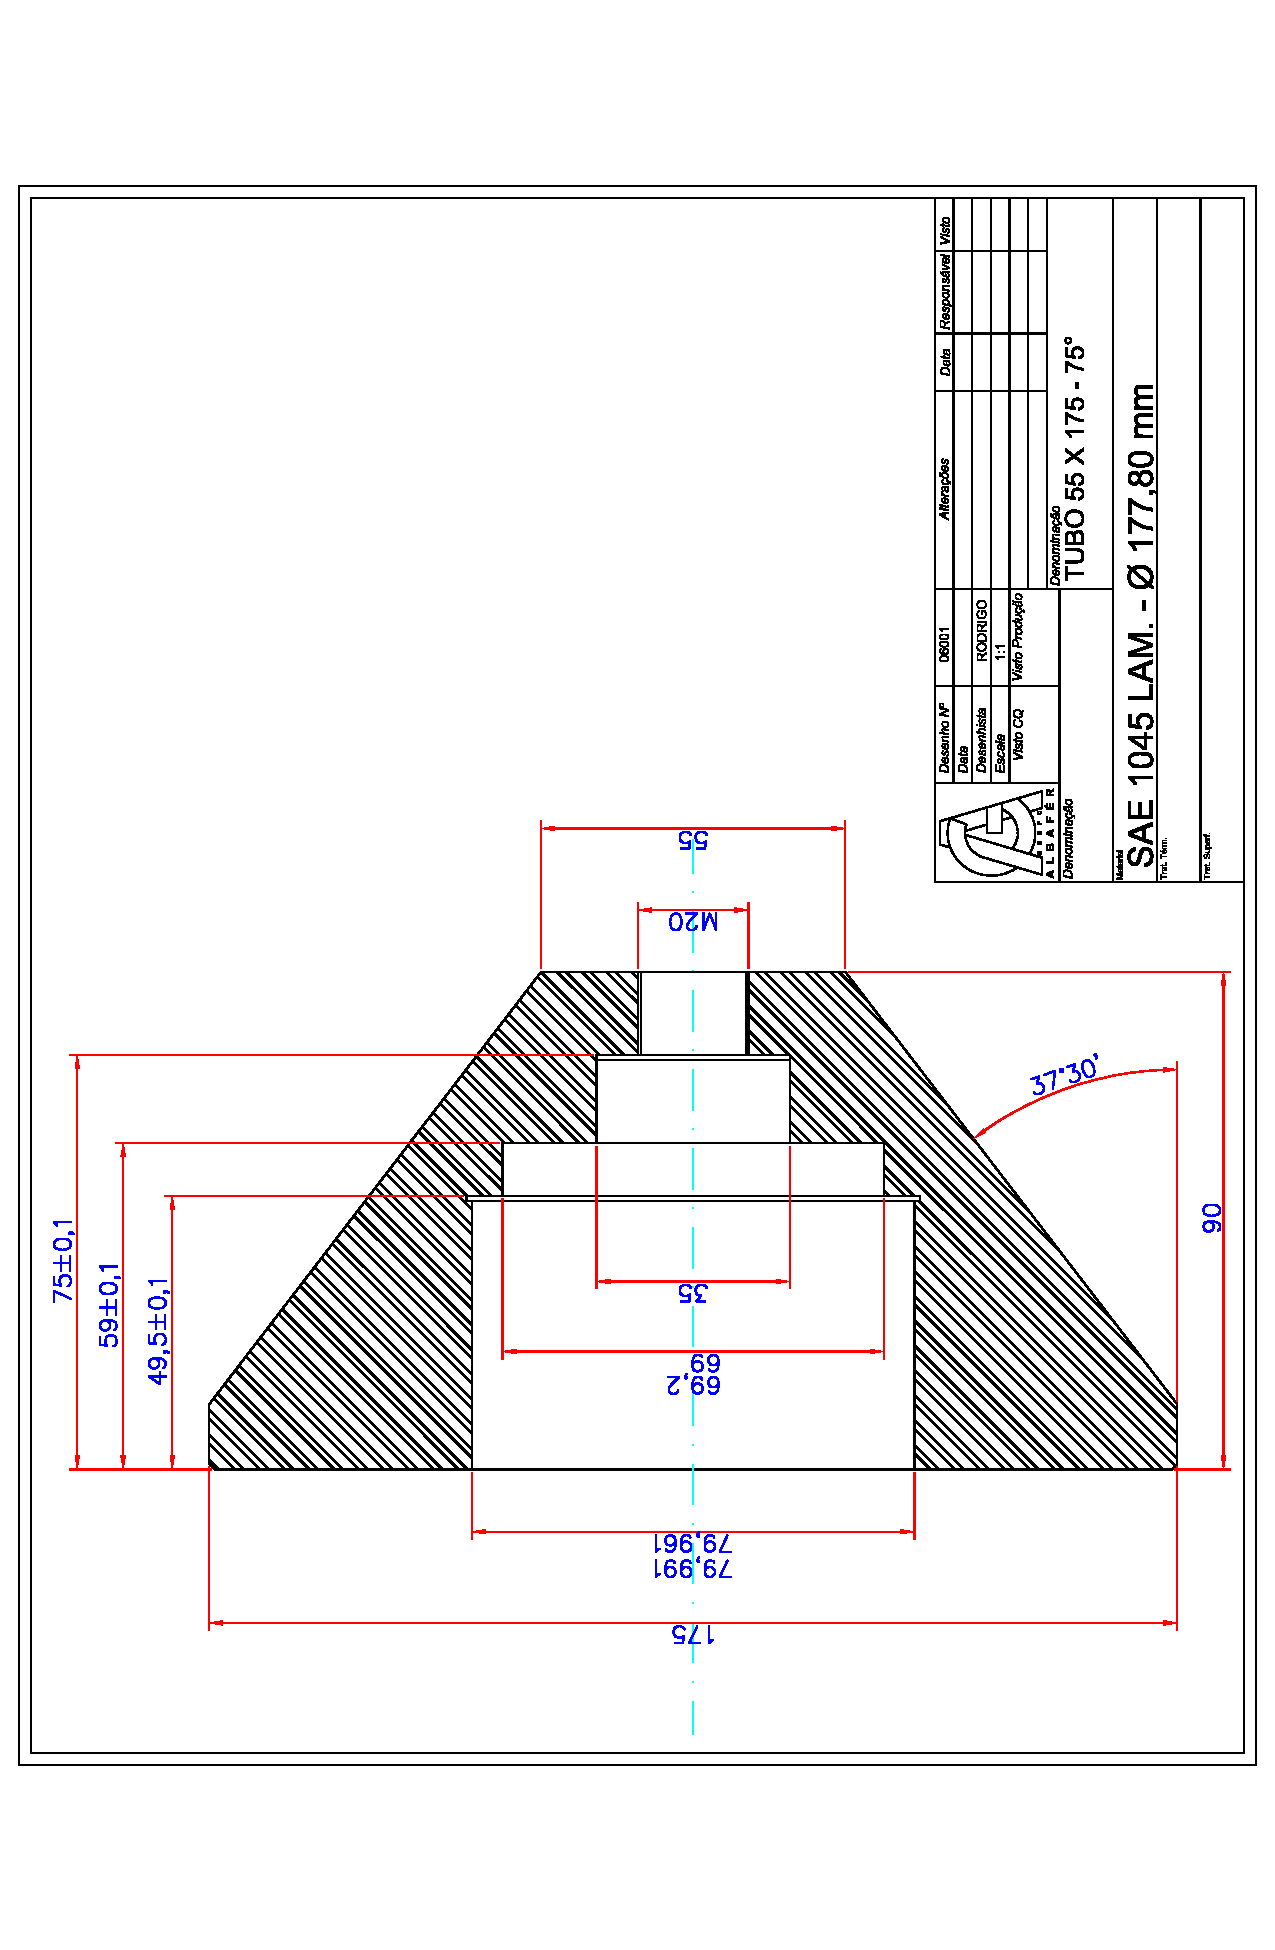 Desenho Nº 06001 Alterações Data Responsável Visto
Data
Desenhista RODRIGO
Escala 1:1
Visto CQ Visto Produção
ALBAFÉR
Denominação
Denominação
TUBO 55 X 175 - 75°
Material
SAE 1045 LAM. - Ø 177,80 mm
Trat. Térm.
Trat. Superf.
55
M20
37°30'
90
75±0,1
59±0,1
49,5±0,1
35
69
69,2
79,961
79,991
175